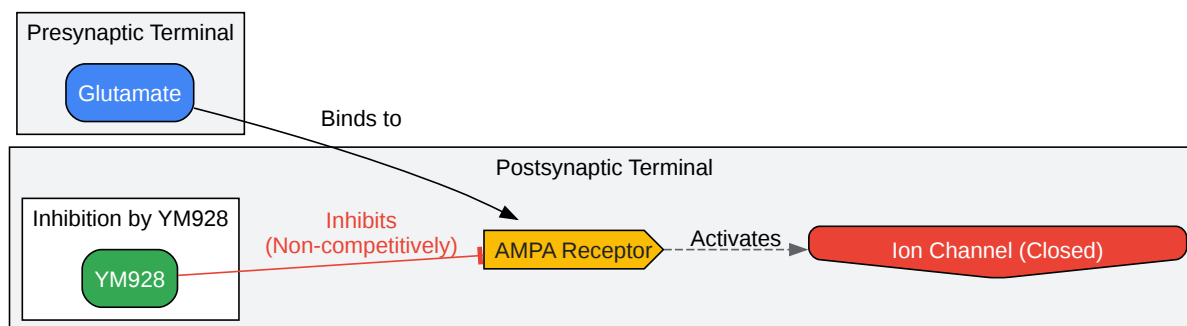 Presynaptic Terminal
Glutamate
Binds to
Postsynaptic Terminal
Inhibition by YM928
YM928
Inhibits
(Non-competitively)
AMPA Receptor
Activates
Ion Channel (Closed)